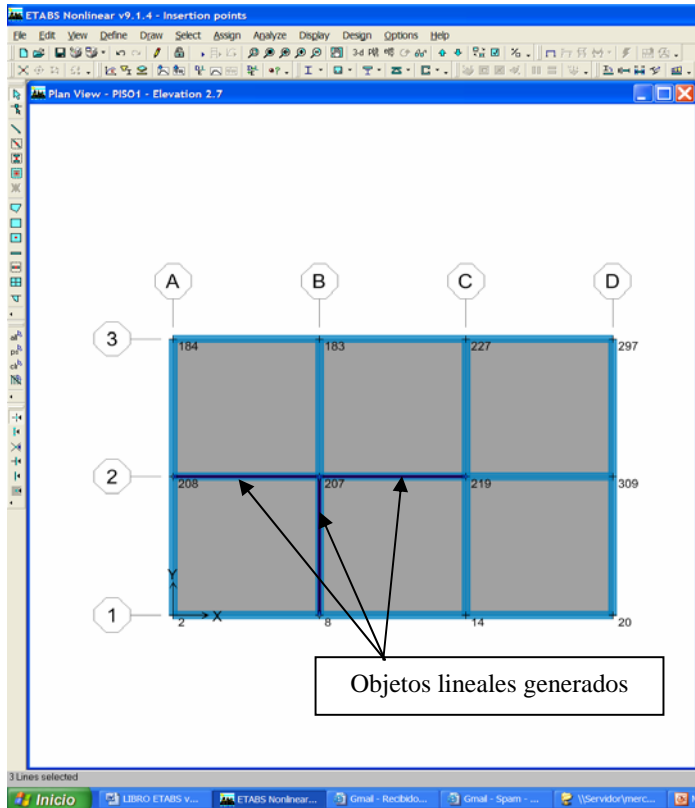 ETABS Nonlinear v9.1.4 - Insertion points
File Edit View Define Draw Select Assign Analyze Display Design Options Help
3-d
Plan View - PISO1 - Elevation 2.7
A B C D
3
184 183 227 297
2
208 207 219 309
Y
1
X
2 8 14 20
Objetos lineales generados
3 Lines selected
Inicio LIBRO ETABS v... ETABS Nonlinear... Gmail - Recibido... Gmail - Spam - ... \\Servidor\merc...